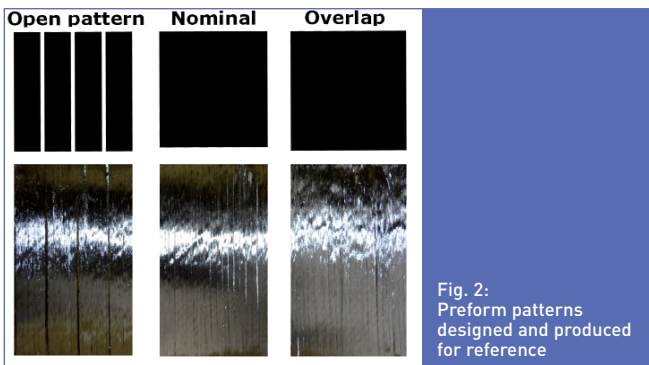 Open pattern Nominal Overlap
Fig. 2:
Preform patterns
designed and produced
for reference